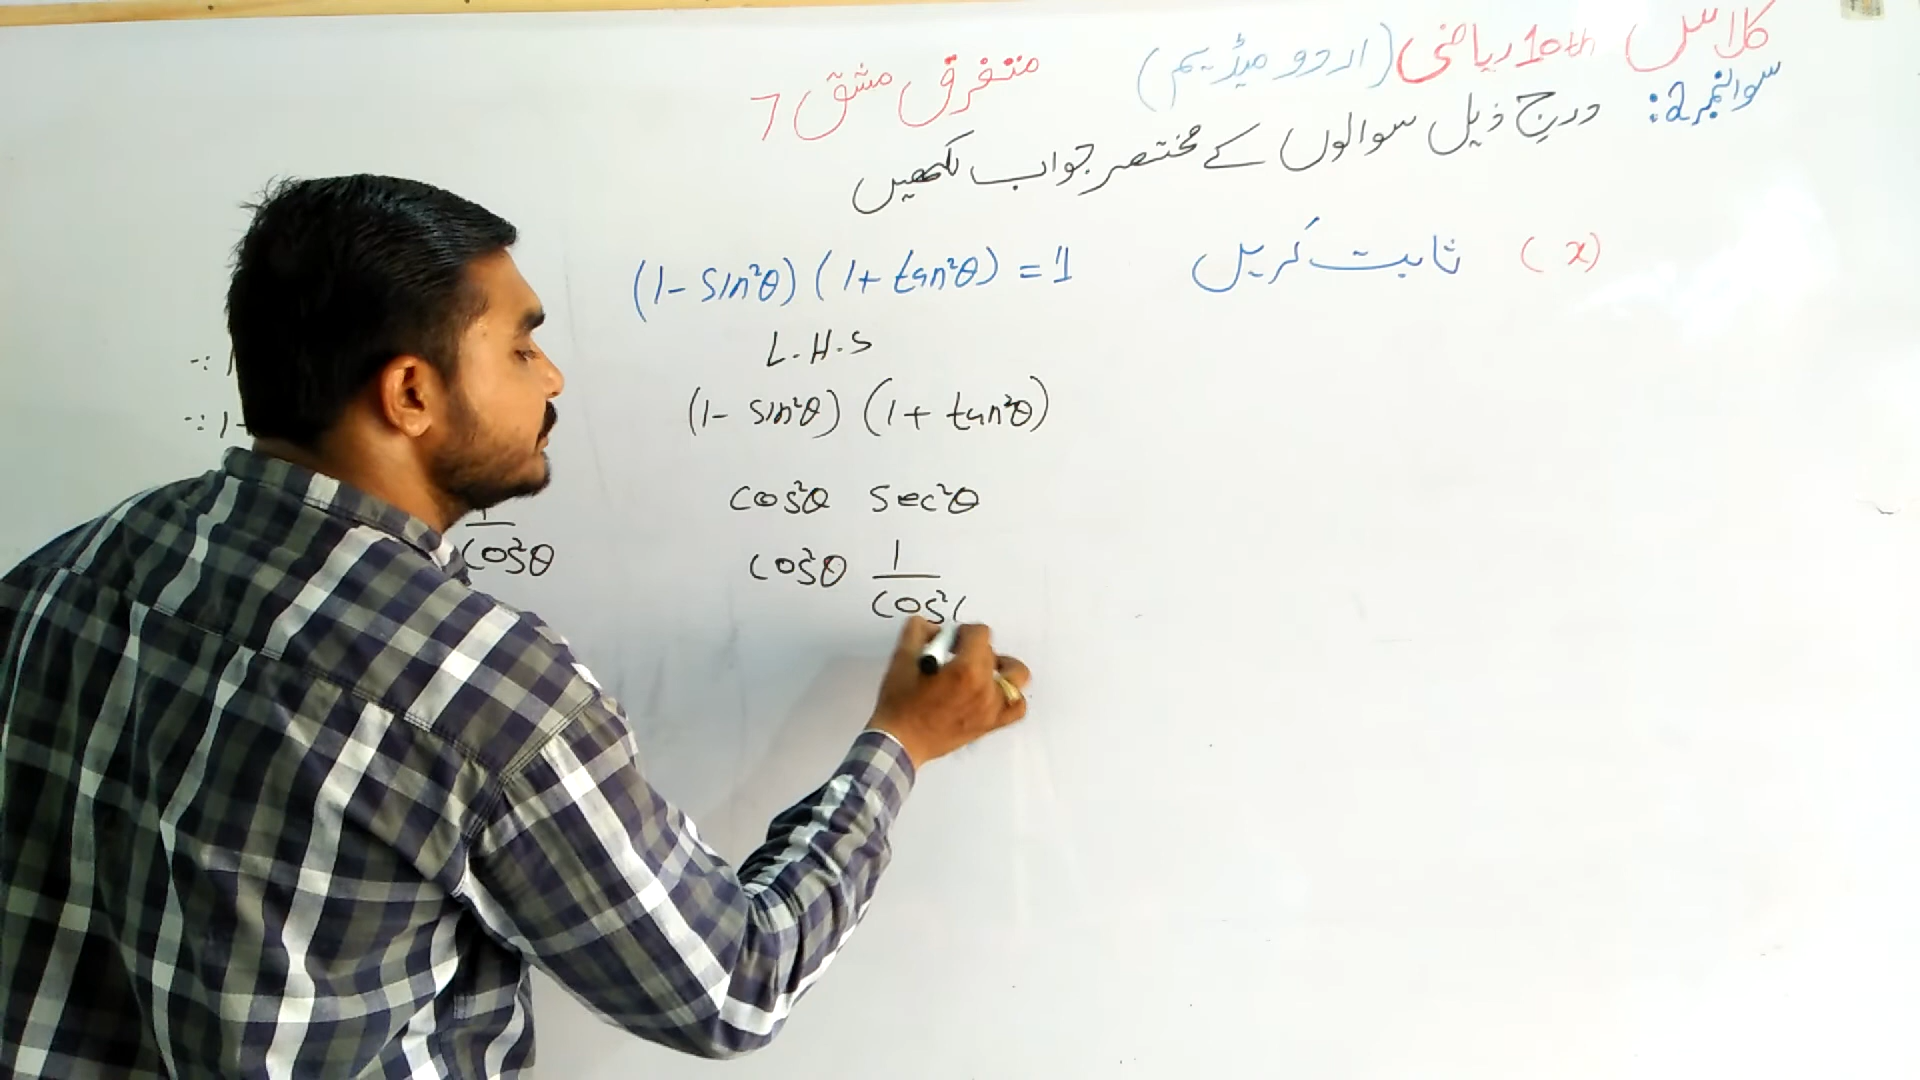 کلاس 10th ریاضی (اردو میڈیم) متفرق مشق 7
سوالنمبر2: درج ذیل سوالوں کے مختصر جواب لکھیں
(x) ثابت کریں (1- sin²θ) (1+ tan²θ) = 1
L.H.S
(1- sin²θ) (1+ tan²θ)
cos²θ sec²θ
cos²θ 1/cos²
1/cos²θ